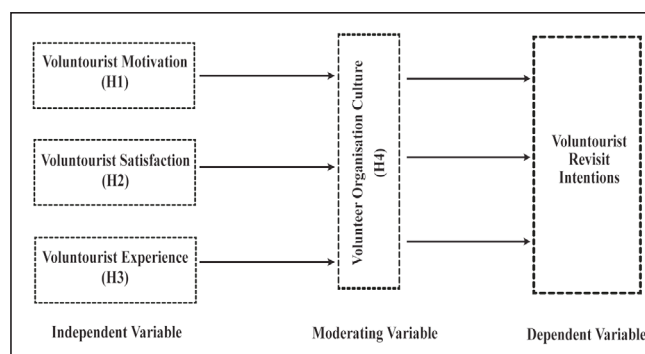 Voluntourist Motivation
(H1)
Voluntourist Satisfaction
(H2)
Voluntourist Experience
(H3)
Independent Variable
Volunteer Organisation Culture
(H4)
Moderating Variable
Voluntourist
Revisit
Intentions
Dependent Variable